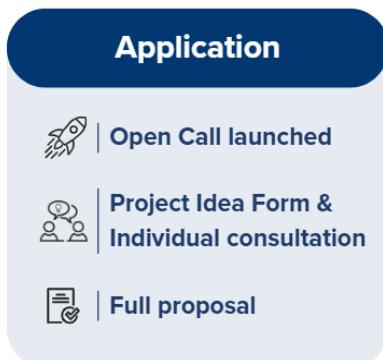 Application
Open Call launched
Project Idea Form &
Individual consultation
Full proposal